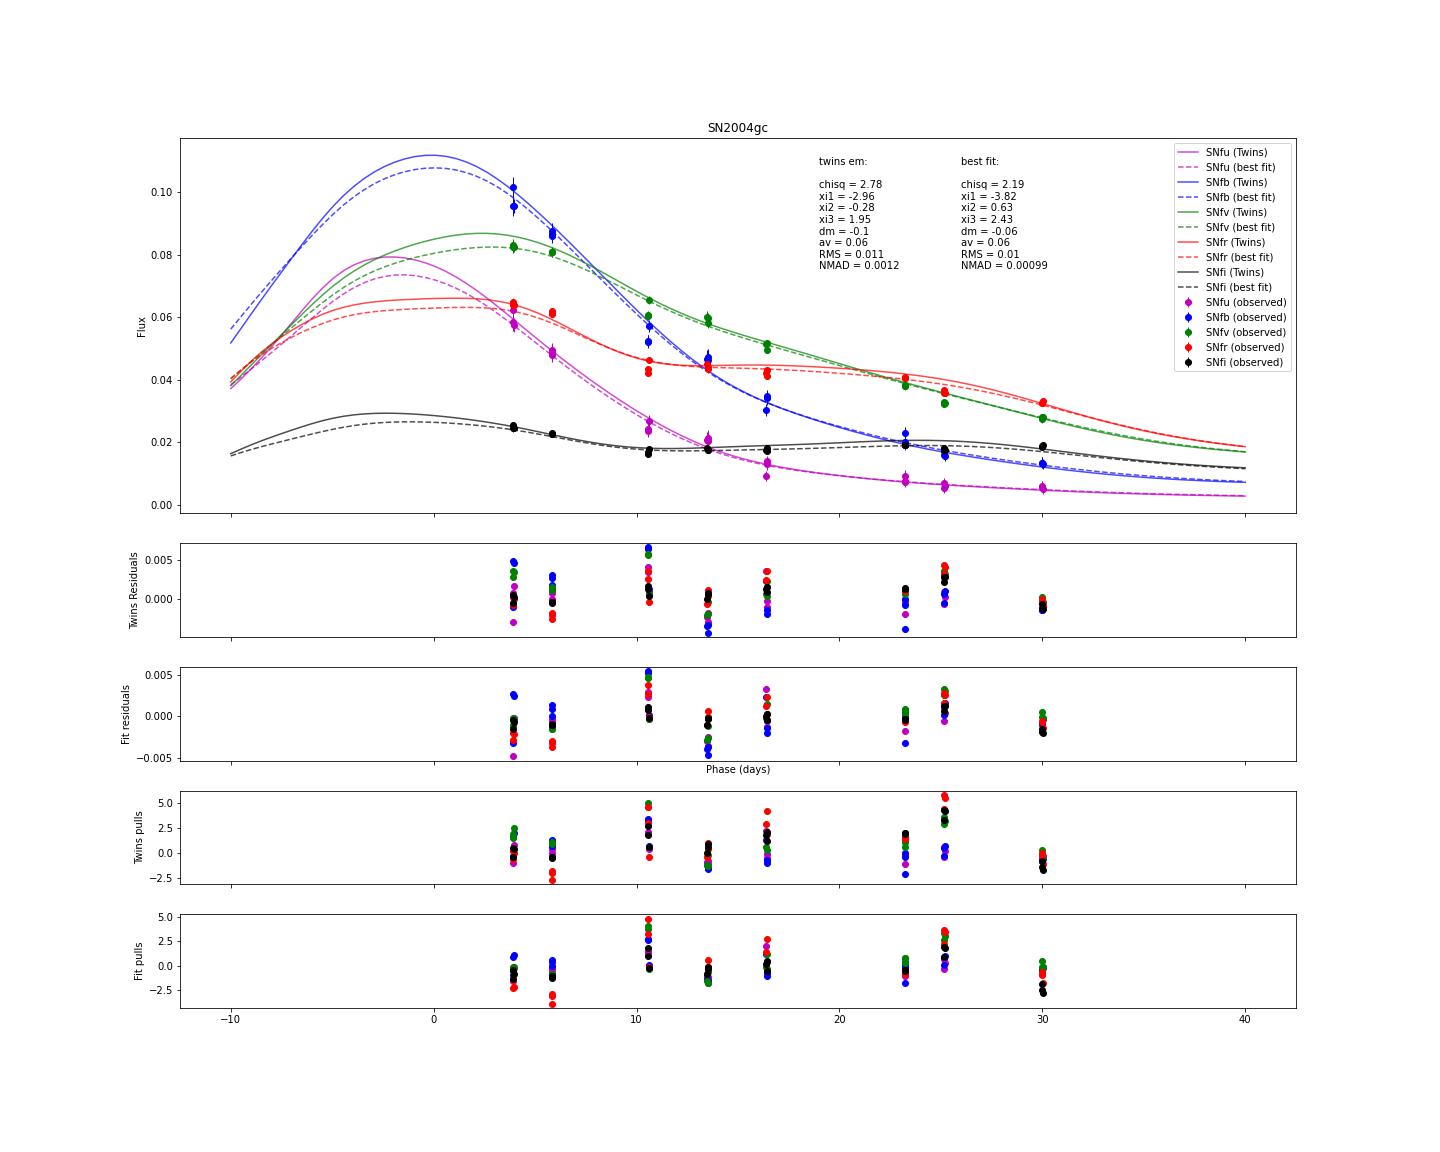 SN2004gc
twins em:
chisq = 2.78
xi1 = -2.96
xi2 = -0.28
xi3 = 1.95
dm = -0.1
av = 0.06
RMS = 0.011
NMAD = 0.0012
best fit:
chisq = 2.19
xi1 = -3.82
xi2 = 0.63
xi3 = 2.43
dm = -0.06
av = 0.06
RMS = 0.01
NMAD = 0.00099
SNfu (Twins)
SNfu (best fit)
SNfb (Twins)
SNfb (best fit)
SNfv (Twins)
SNfv (best fit)
SNfr (Twins)
SNfr (best fit)
SNfi (Twins)
SNfi (best fit)
SNfu (observed)
SNfb (observed)
SNfv (observed)
SNfr (observed)
SNfi (observed)
Flux
0.10
0.08
0.06
0.04
0.02
0.00
Twins Residuals
0.005
0.000
Fit residuals
0.005
0.000
−0.005
Phase (days)
Twins pulls
5.0
2.5
0.0
−2.5
Fit pulls
5.0
2.5
0.0
−2.5
−10
0
10
20
30
40